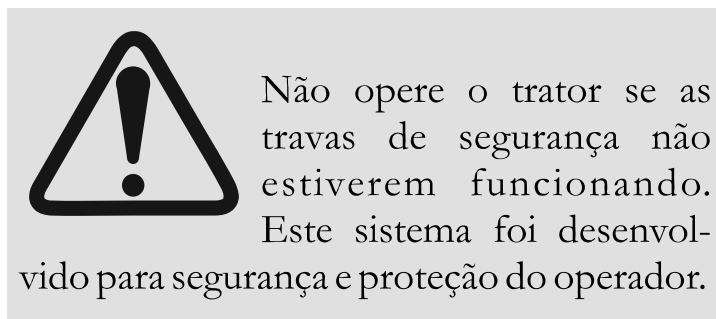 Não opere o trator se as
travas de segurança não
estiverem funcionando.
Este sistema foi desenvol-
vido para segurança e proteção do operador.